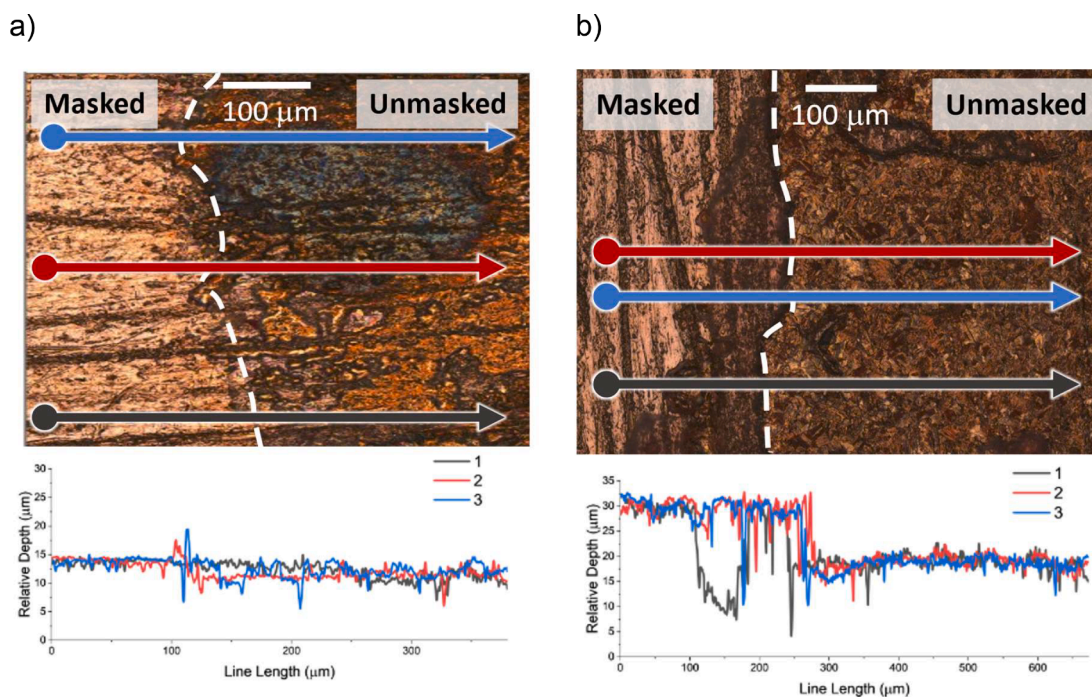 a)
Masked
Unmasked
100 μm
1
2
3
30
25
20
15
10
5
0
Relative Depth (μm)
0
100
200
300
Line Length (μm)
b)
Masked
Unmasked
100 μm
1
2
3
35
30
25
20
15
10
5
0
Relative Depth (μm)
0
100
200
300
400
500
600
Line Length (μm)